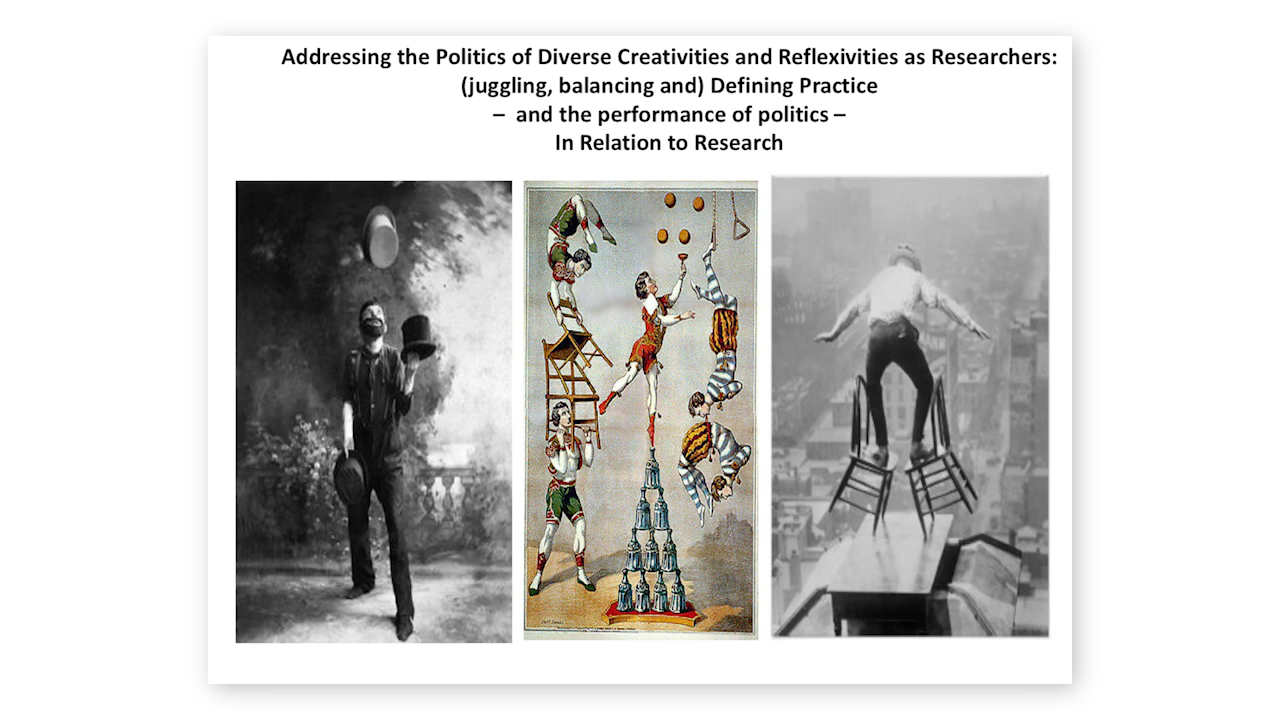 Addressing the Politics of Diverse Creativities and Reflexivities as Researchers:
(juggling, balancing and) Defining Practice
– and the performance of politics –
In Relation to Research